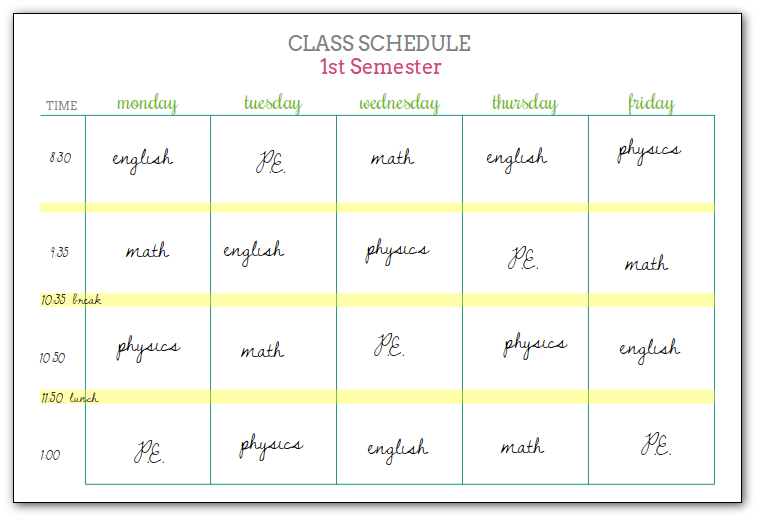 CLASS SCHEDULE
1st Semester
TIME monday tuesday wednesday thursday friday
8:30 english P.E. math english physics
9:35 math english physics P.E. math
10:35 break
10:50 physics math P.E. physics english
11:50 lunch
1:00 P.E. physics english math P.E.